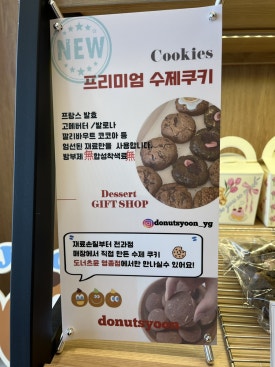 NEW
Cookies
프리미엄 수제쿠키
프랑스 발효
고메버터 /발로나
깔리바우트 코코아 등
엄선된 재료만을 사용합니다.
방부제 無합성착색료無
Dessert
GIFT SHOP
donutsyoon_yg
재료손질부터 전과정
매장에서 직접 만든 수제 쿠키
도너츠윤 영종점에서만 만나실수 있어요!
donutsyoon